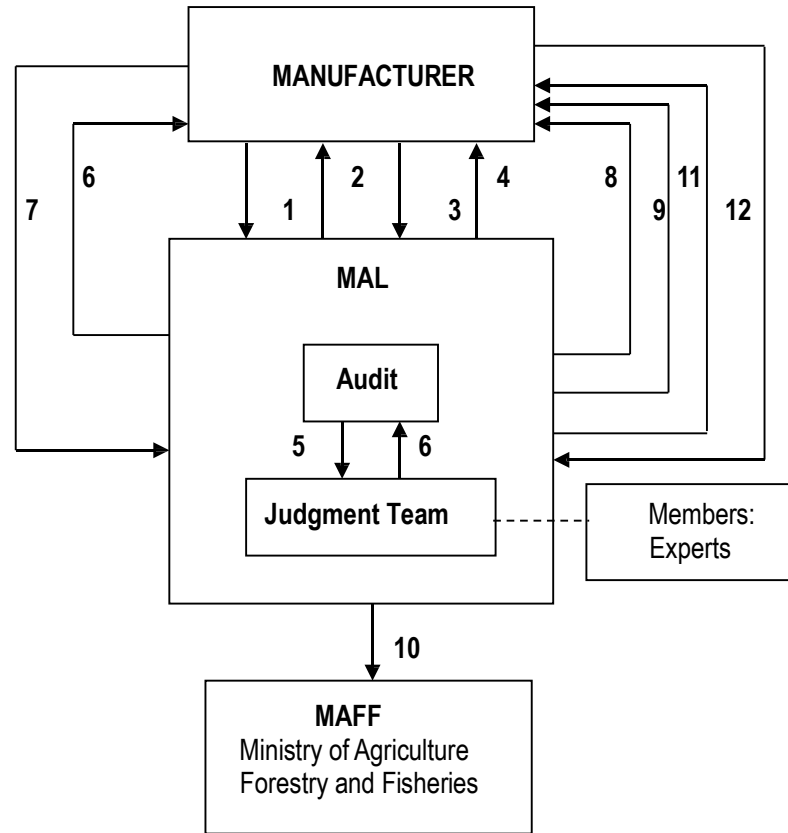 MANUFACTURER
6
2
4
8
11
7
1
3
9
12
MAL
Audit
5
6
Judgment Team
Members:
Experts
10
MAFF
Ministry of Agriculture
Forestry and Fisheries